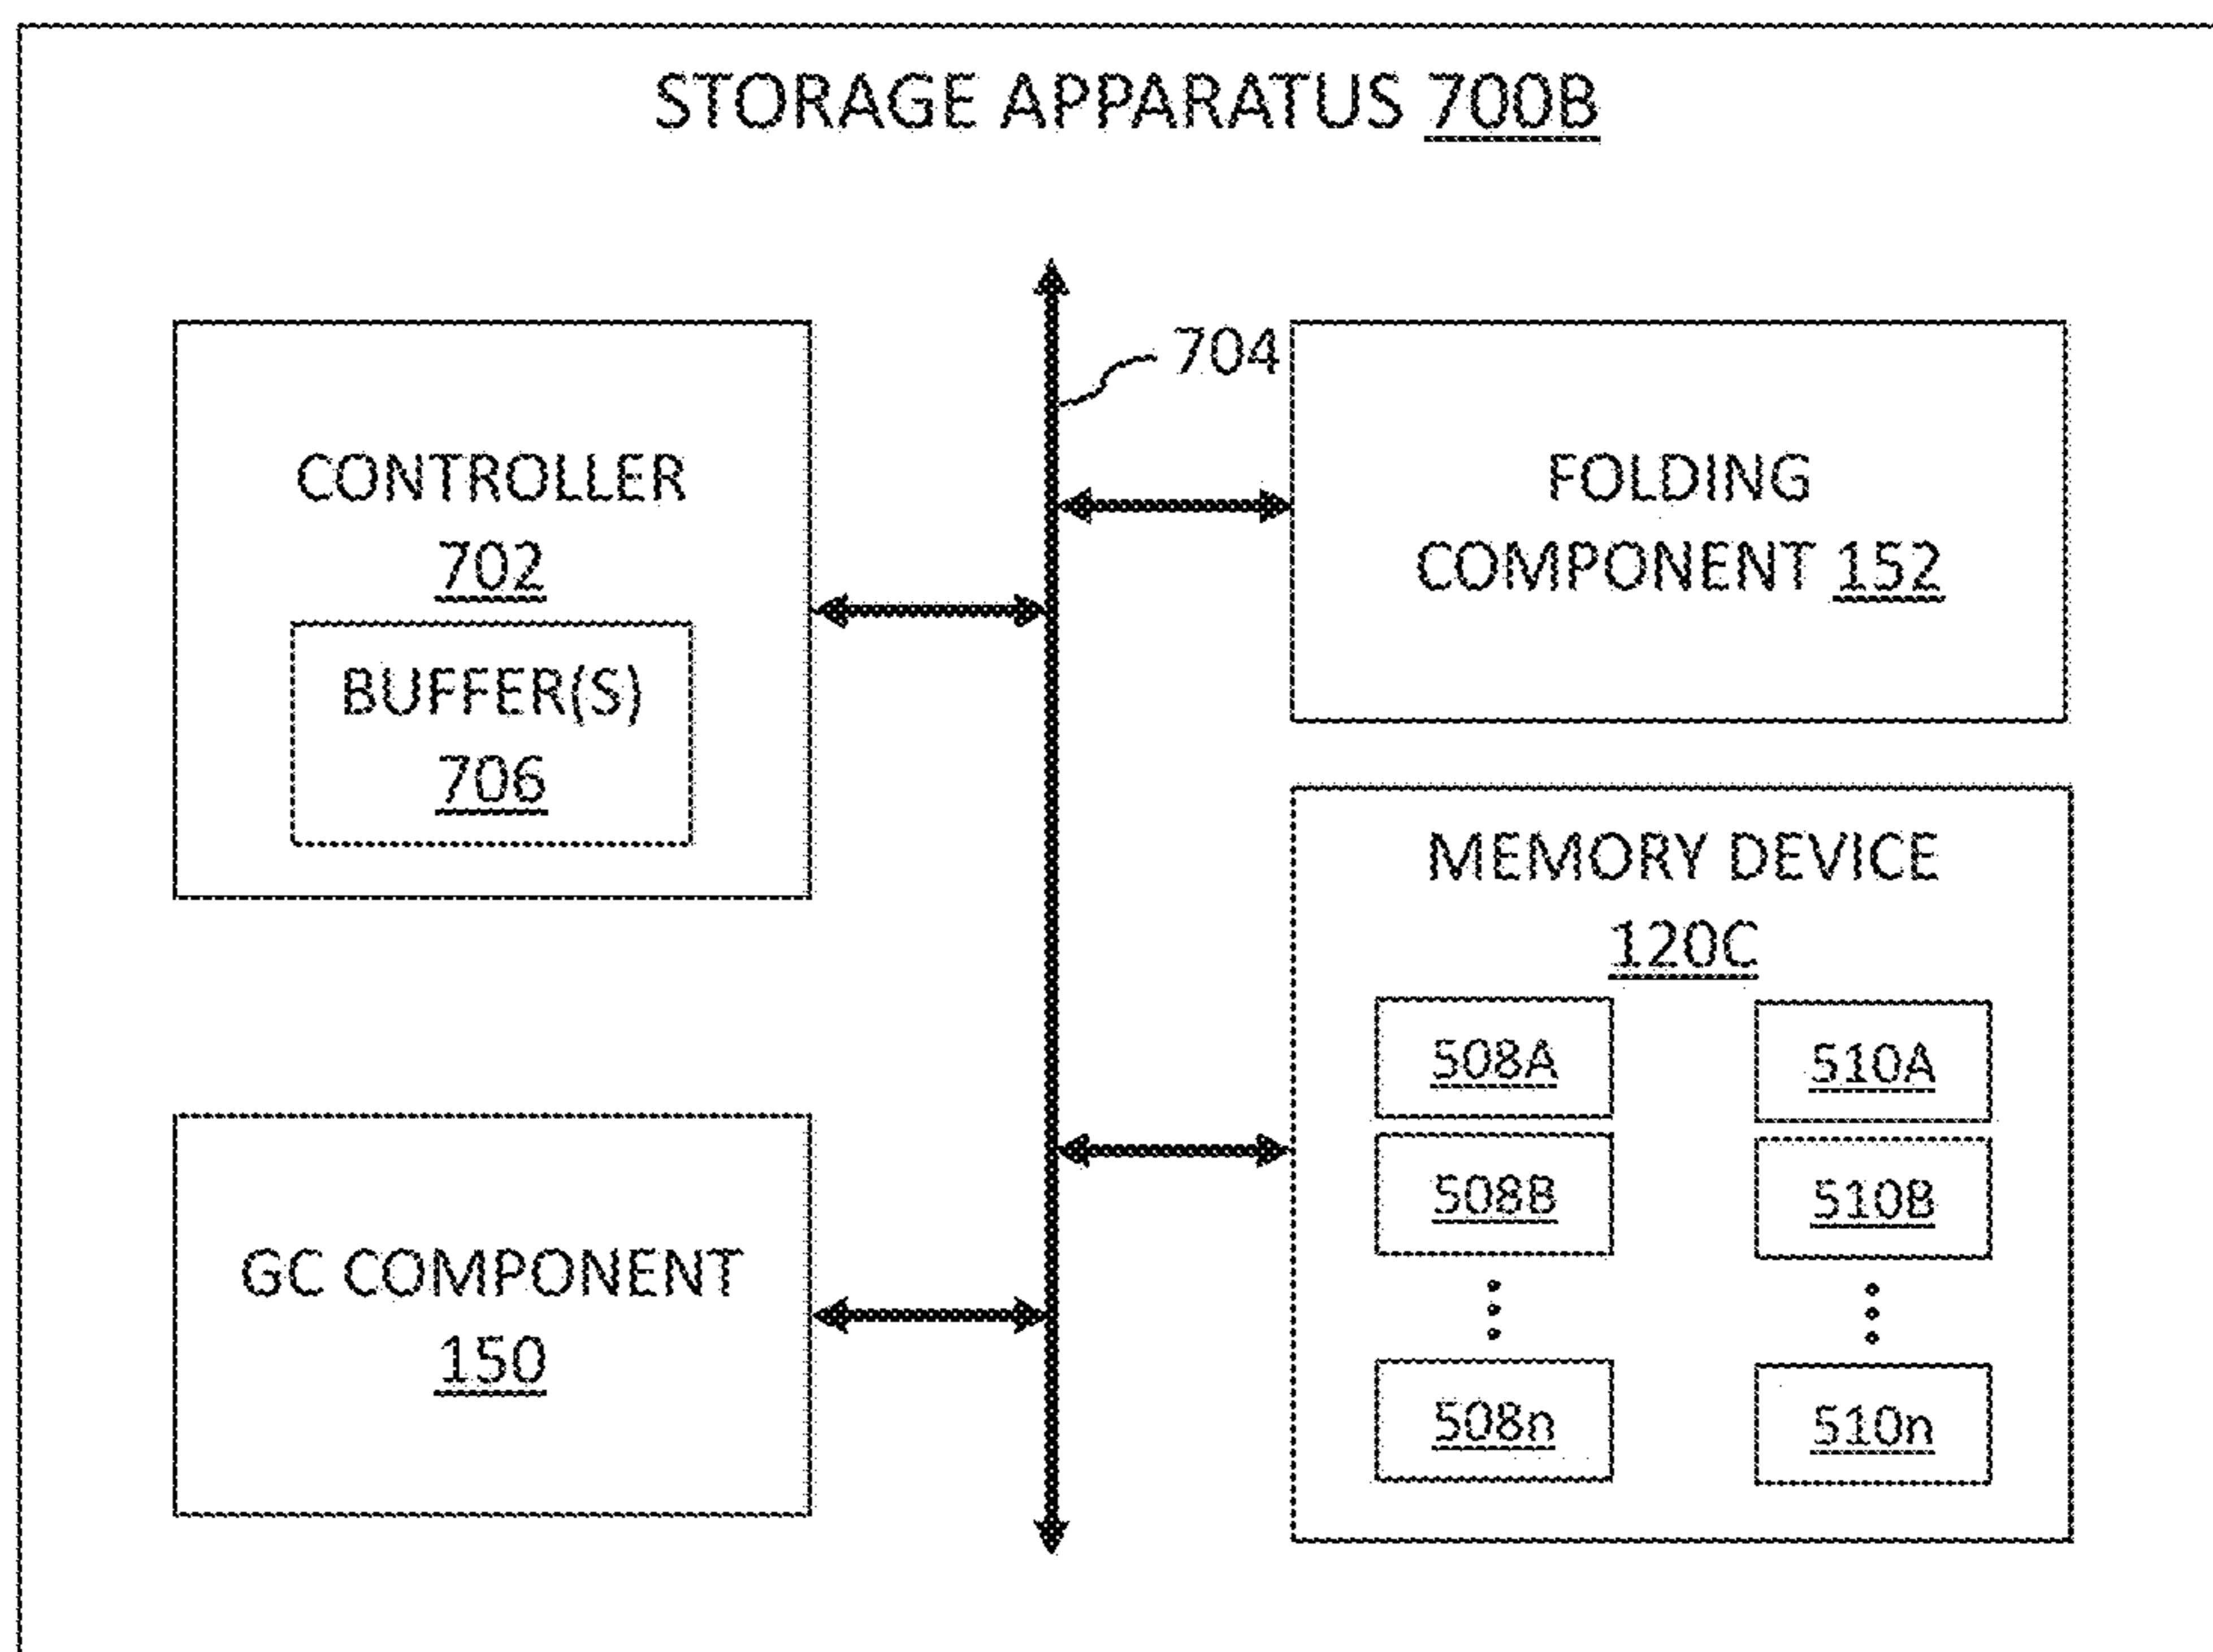 STORAGE APPARATUS 700B
704
CONTROLLER
702
BUFFER(S)
706
FOLDING
COMPONENT 152
GC COMPONENT
150
MEMORY DEVICE
120C
508A
510A
508B
510B
508n
510n